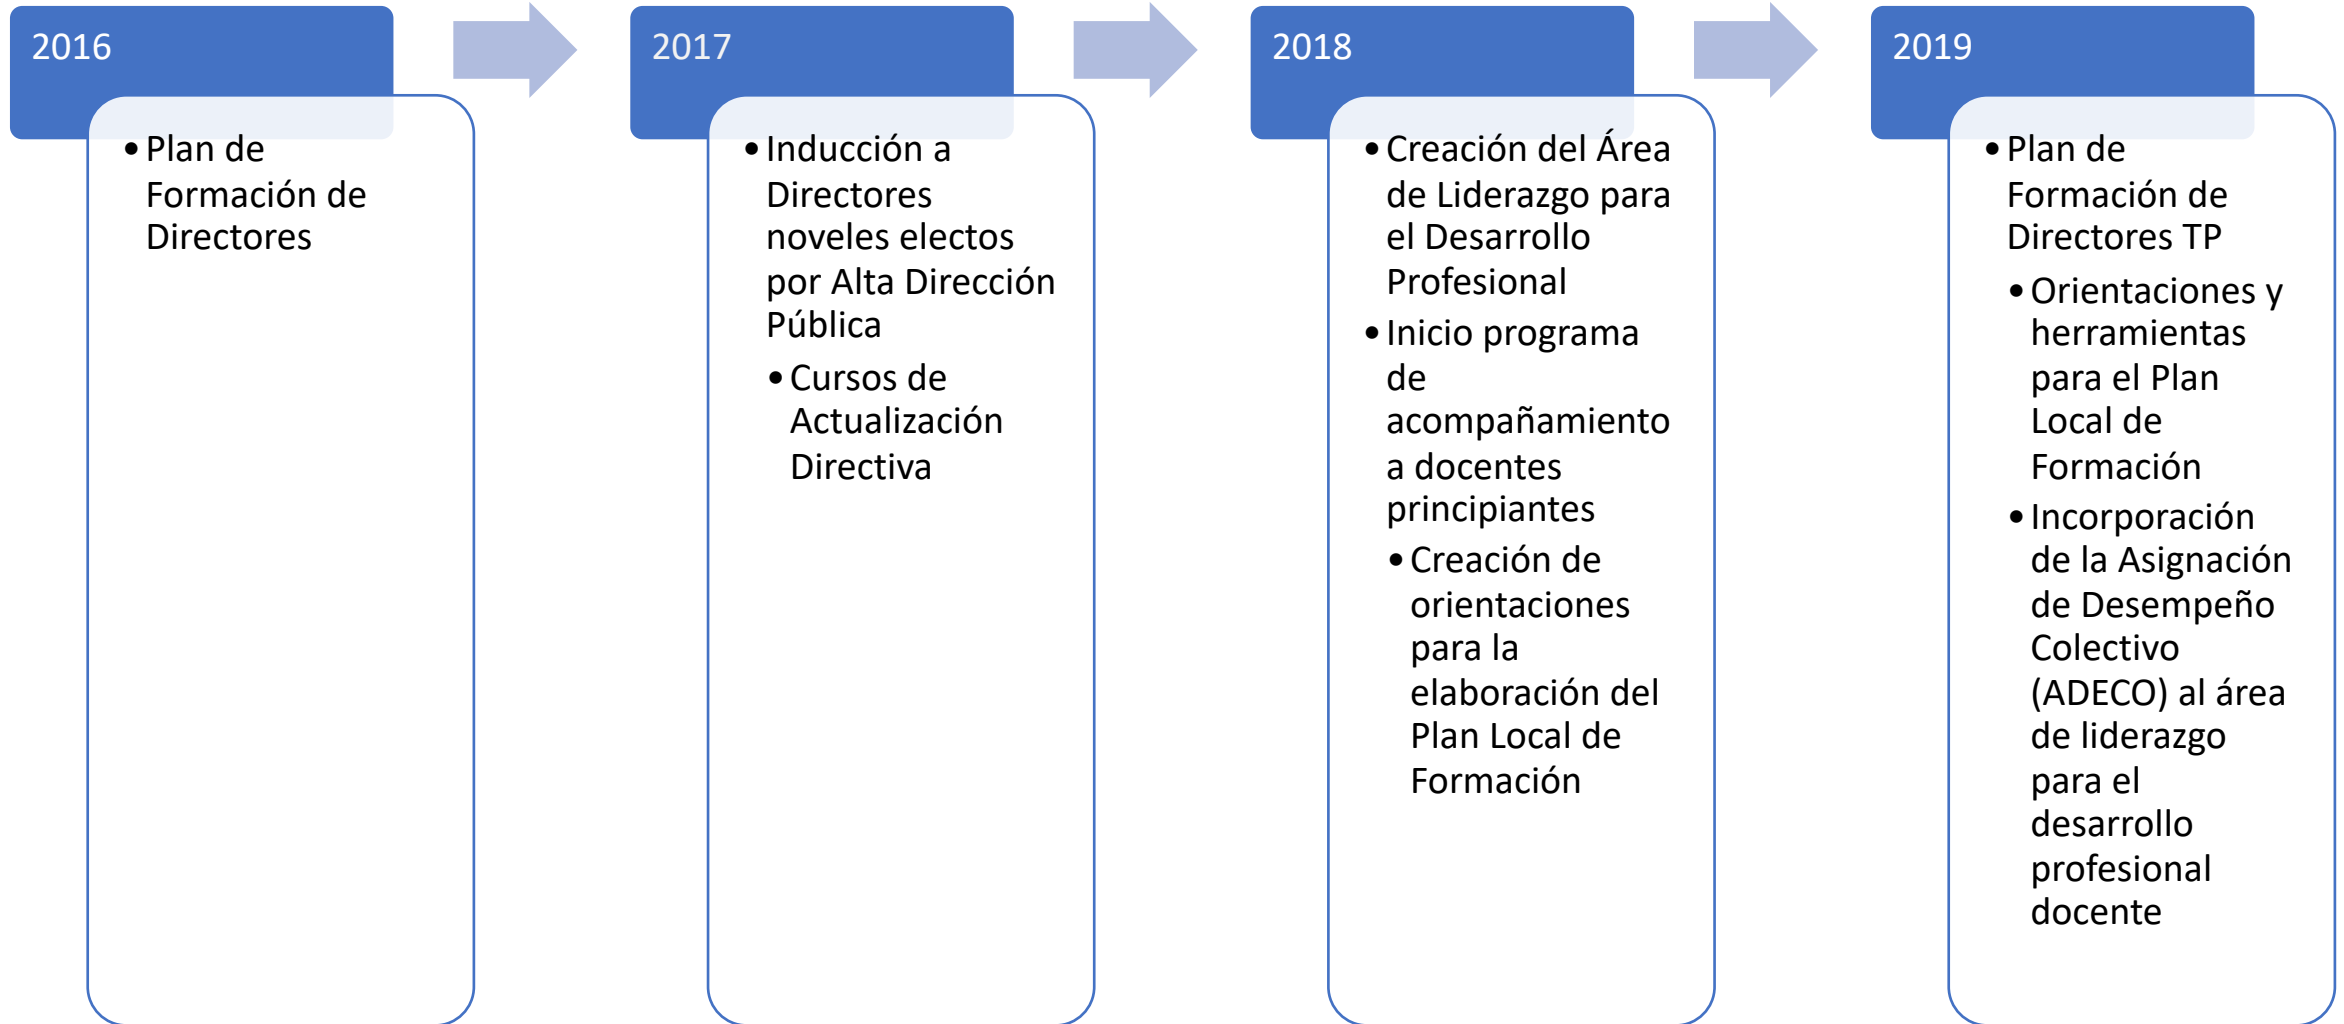 2016
• Plan de
Formación de
Directores
2017
• Inducción a
Directores
noveles electos
por Alta Dirección
Pública
• Cursos de
Actualización
Directiva
2018
• Creación del Área
de Liderazgo para
el Desarrollo
Profesional
• Inicio programa
de
acompañamiento
a docentes
principiantes
• Creación de
orientaciones
para la
elaboración del
Plan Local de
Formación
2019
• Plan de
Formación de
Directores TP
• Orientaciones y
herramientas
para el Plan
Local de
Formación
• Incorporación
de la Asignación
de Desempeño
Colectivo
(ADECO) al área
de liderazgo
para el
desarrollo
profesional
docente